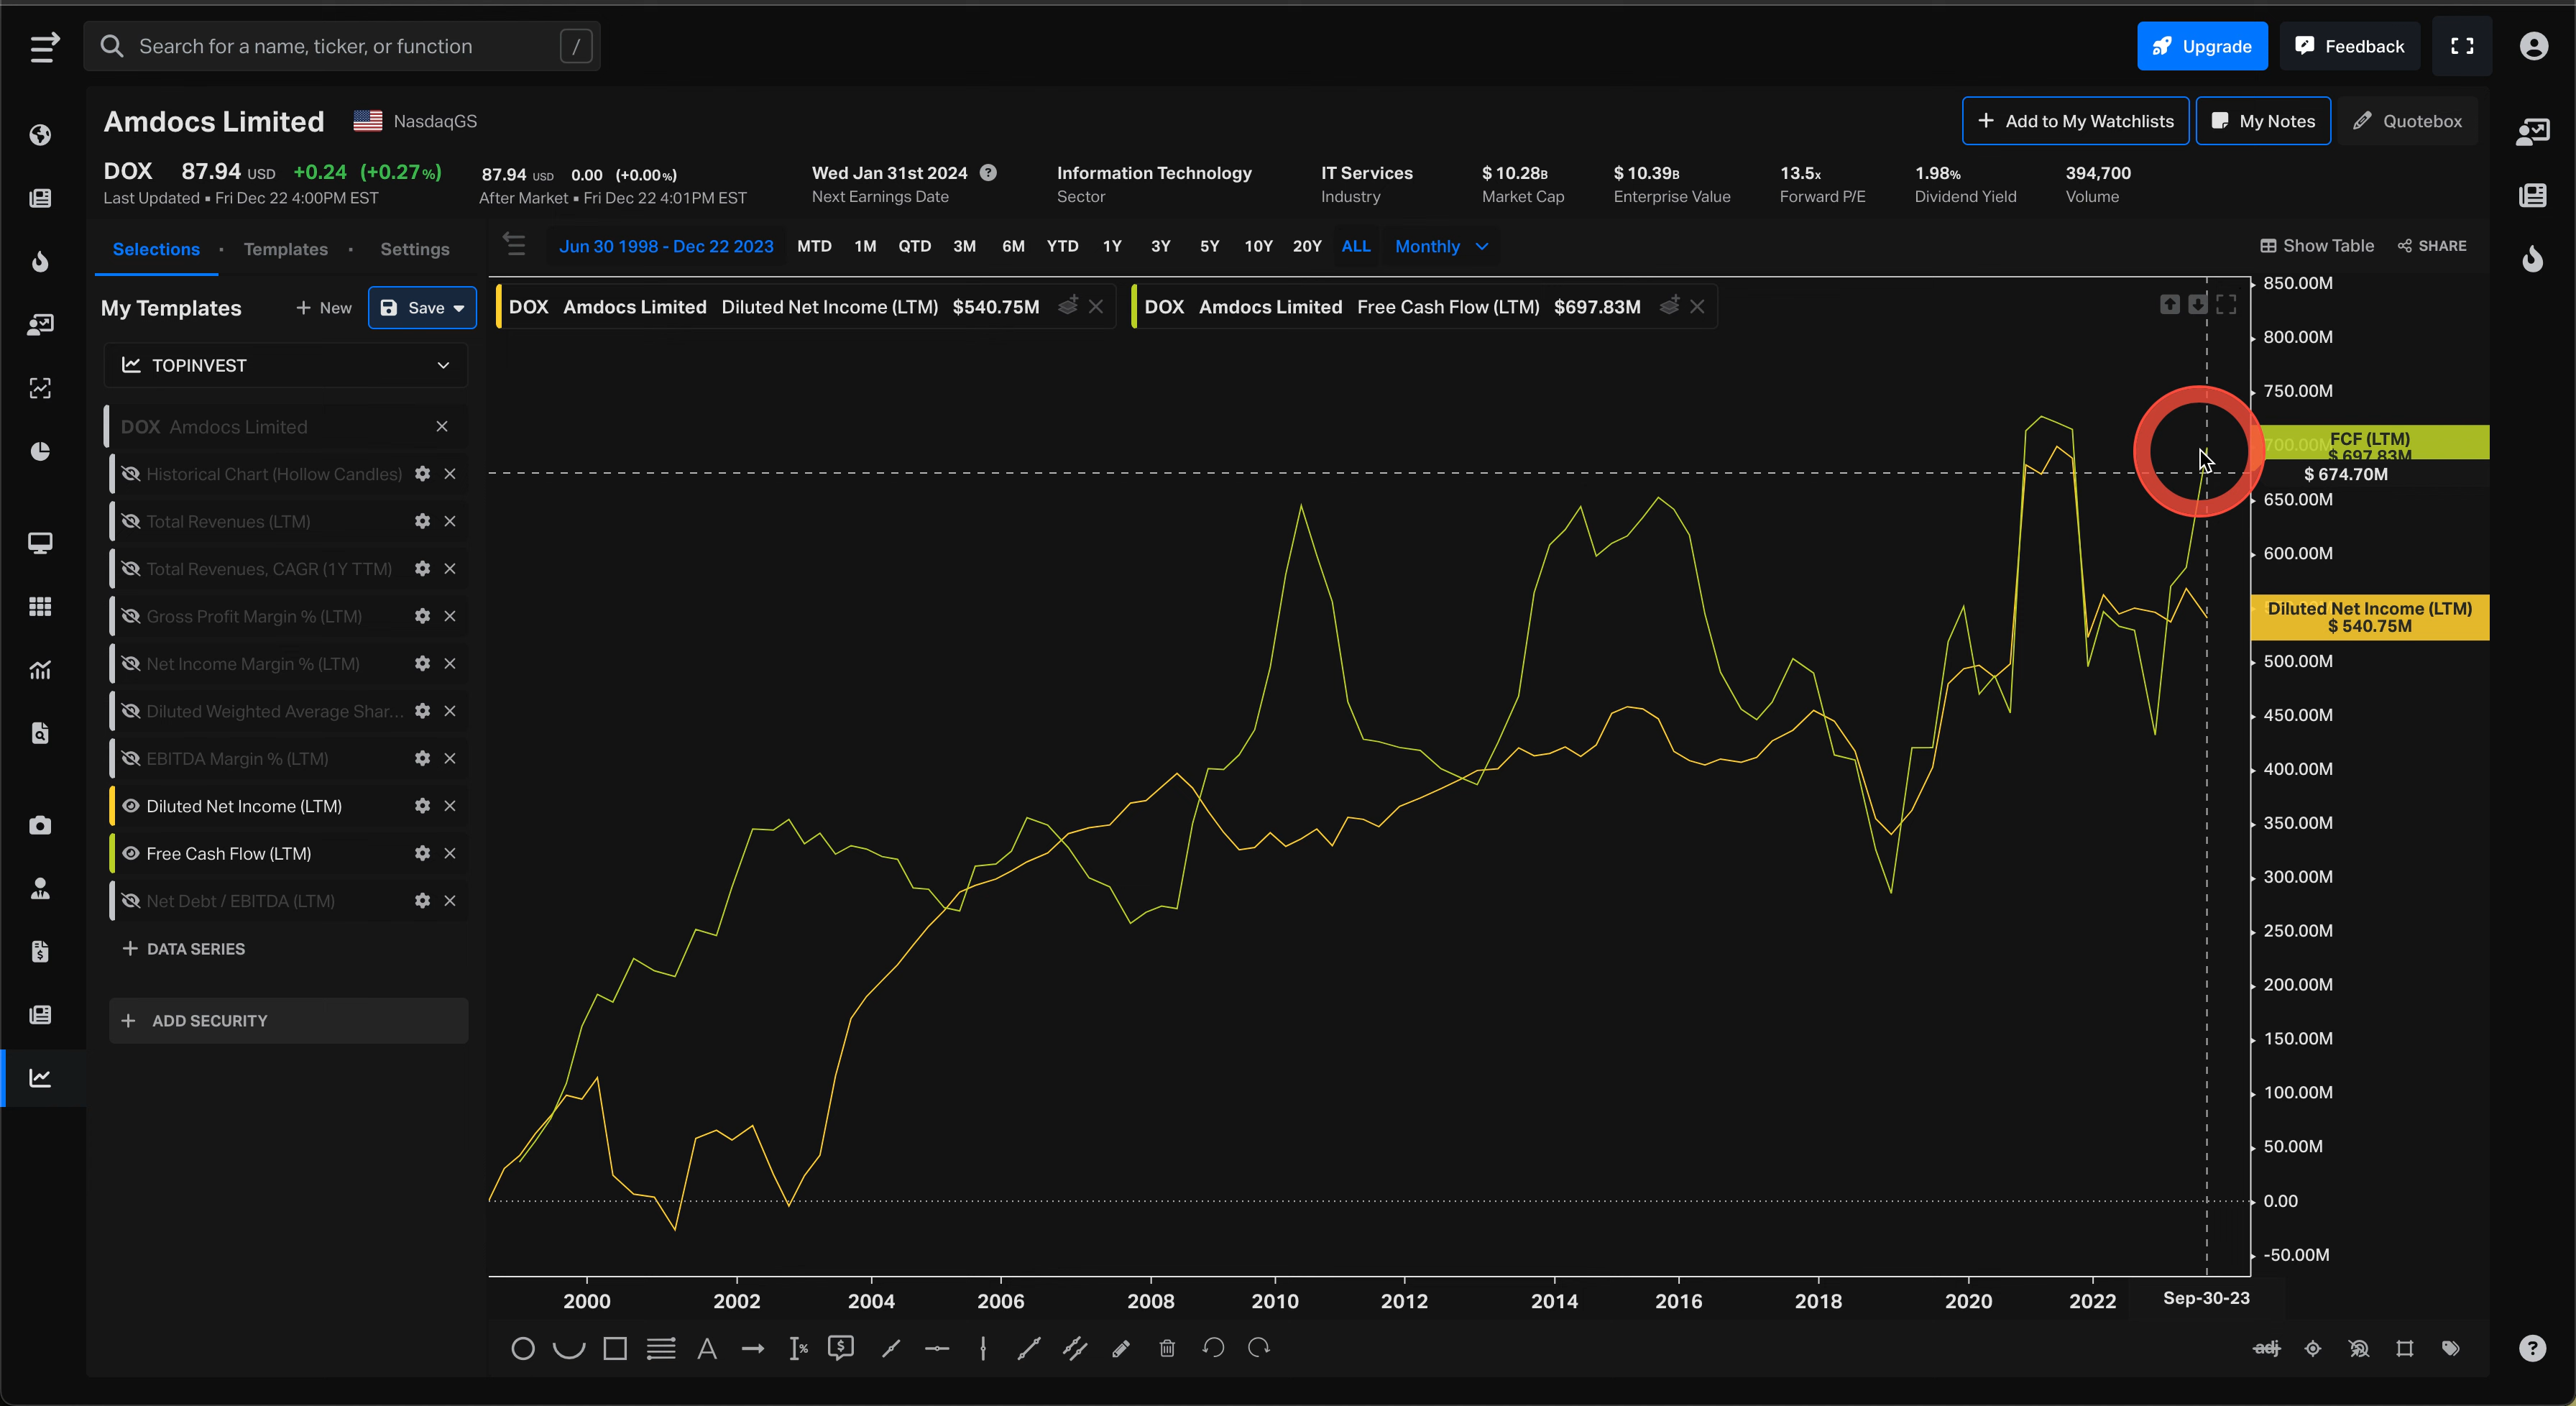 Search for a name, ticker, or function
/
Upgrade
Feedback
Amdocs Limited
NasdaqGS
Add to My Watchlists
My Notes
Quotebox
DOX 87.94 USD +0.24 (+0.27%)
Last Updated ▪ Fri Dec 22 4:00PM EST
87.94 USD 0.00 (+0.00%)
After Market ▪ Fri Dec 22 4:01PM EST
Wed Jan 31st 2024 ?
Next Earnings Date
Information Technology
Sector
IT Services
Industry
$ 10.28B
Market Cap
$ 10.39B
Enterprise Value
13.5x
Forward P/E
1.98%
Dividend Yield
394,700
Volume
Selections · Templates · Settings
Jun 30 1998 - Dec 22 2023 MTD 1M QTD 3M 6M YTD 1Y 3Y 5Y 10Y 20Y ALL Monthly
Show Table
SHARE
My Templates
+ New
Save
TOPINVEST
DOX Amdocs Limited
Historical Chart (Hollow Candles)
Total Revenues (LTM)
Total Revenues, CAGR (1Y TTM)
Gross Profit Margin % (LTM)
Net Income Margin % (LTM)
Diluted Weighted Average Shar...
EBITDA Margin % (LTM)
Diluted Net Income (LTM)
Free Cash Flow (LTM)
Net Debt / EBITDA (LTM)
+ DATA SERIES
+ ADD SECURITY
DOX Amdocs Limited Diluted Net Income (LTM) $540.75M
DOX Amdocs Limited Free Cash Flow (LTM) $697.83M
850.00M
800.00M
750.00M
700.00M
FCF (LTM)
$ 697.83M
$ 674.70M
650.00M
600.00M
Diluted Net Income (LTM)
$ 540.75M
500.00M
450.00M
400.00M
350.00M
300.00M
250.00M
200.00M
150.00M
100.00M
50.00M
0.00
-50.00M
2000 2002 2004 2006 2008 2010 2012 2014 2016 2018 2020 2022 Sep-30-23
A
%
$
adj
?